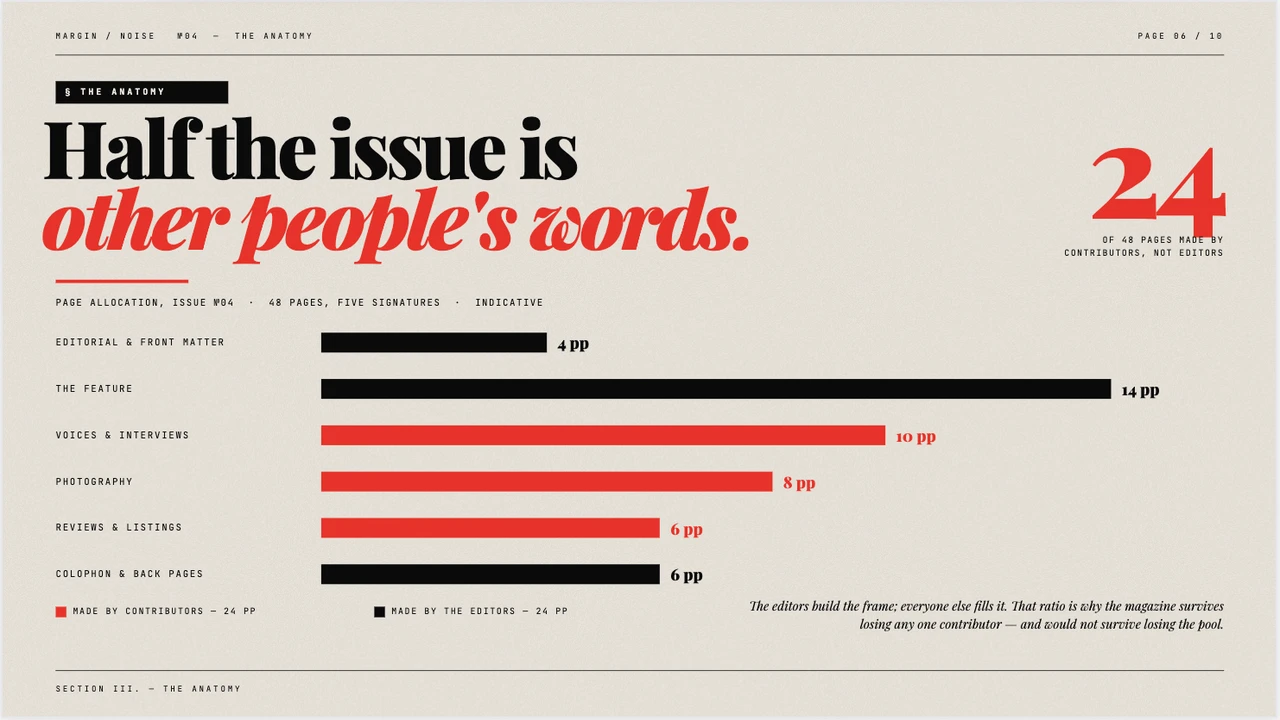 MARGIN / NOISE №04 — THE ANATOMY
PAGE 06 / 10
§ THE ANATOMY
Half the issue is
other people's words.
24
OF 48 PAGES MADE BY
CONTRIBUTORS, NOT EDITORS
PAGE ALLOCATION, ISSUE №04 · 48 PAGES, FIVE SIGNATURES · INDICATIVE
EDITORIAL & FRONT MATTER 4 pp
THE FEATURE 14 pp
VOICES & INTERVIEWS 10 pp
PHOTOGRAPHY 8 pp
REVIEWS & LISTINGS 6 pp
COLOPHON & BACK PAGES 6 pp
MADE BY CONTRIBUTORS — 24 PP
MADE BY THE EDITORS — 24 PP
The editors build the frame; everyone else fills it. That ratio is why the magazine survives
losing any one contributor — and would not survive losing the pool.
SECTION III. — THE ANATOMY